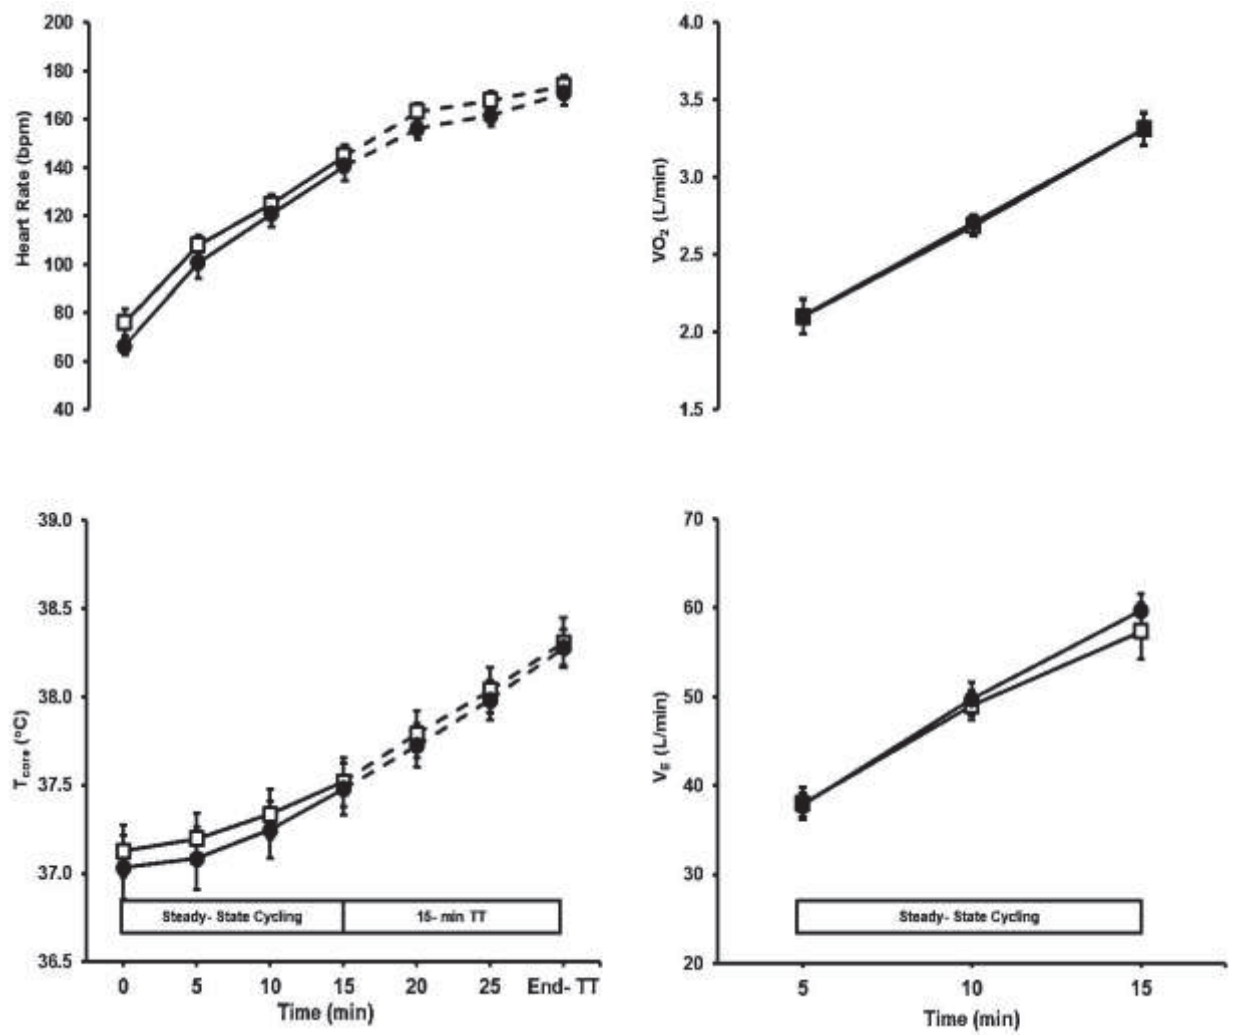 Heart Rate (bpm)
200
180
160
140
120
100
80
60
40
VO2 (L/min)
4.0
3.5
3.0
2.5
2.0
1.5
Tcore (°C)
39.0
38.5
38.0
37.5
37.0
36.5
Steady- State Cycling
15- min TT
0 5 10 15 20 25 End- TT
Time (min)
VE (L/min)
70
60
50
40
30
20
Steady- State Cycling
5 10 15
Time (min)